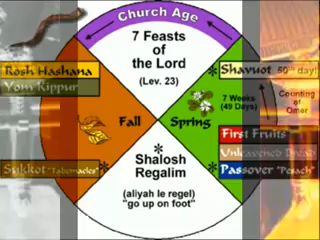 Church Age
7 Feasts
of the
the Lord
(Lev. 23)
Rosh Hashana
Yom Kippur
Shavuot 50th day!
7 Weeks
(49 Days)
Counting
of Omer
Fall
Spring
First Fruits
Unleavened Bread
Passover "Pesach"
Sukkot "Tabernacles"
*
Shalosh
Regalim
(aliyah le regel)
"go up on foot"